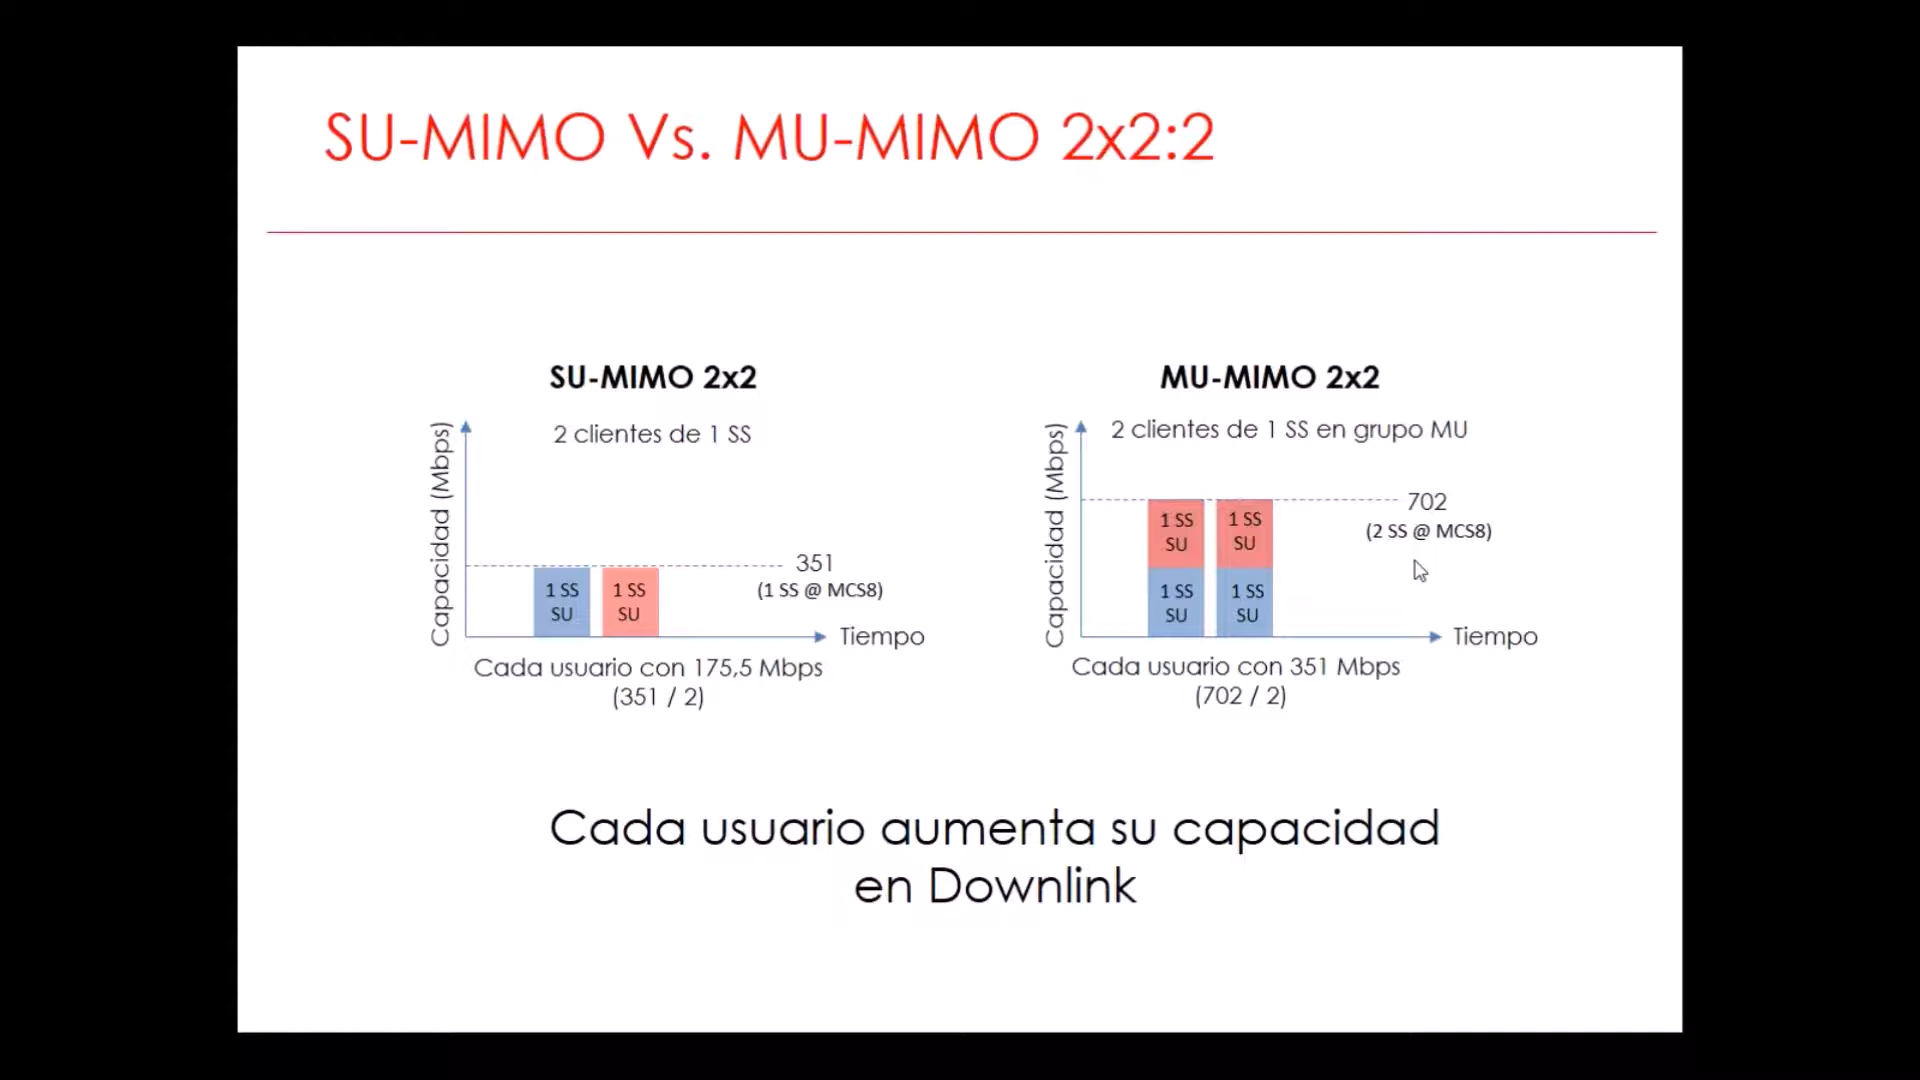 SU-MIMO Vs. MU-MIMO 2x2:2
SU-MIMO 2x2
2 clientes de 1 SS
Capacidad (Mbps)
351
(1 SS @ MCS8)
1 SS
SU
1 SS
SU
Tiempo
Cada usuario con 175,5 Mbps
(351 / 2)
MU-MIMO 2x2
2 clientes de 1 SS en grupo MU
Capacidad (Mbps)
702
(2 SS @ MCS8)
1 SS
SU
1 SS
SU
1 SS
SU
1 SS
SU
Tiempo
Cada usuario con 351 Mbps
(702 / 2)
Cada usuario aumenta su capacidad
en Downlink